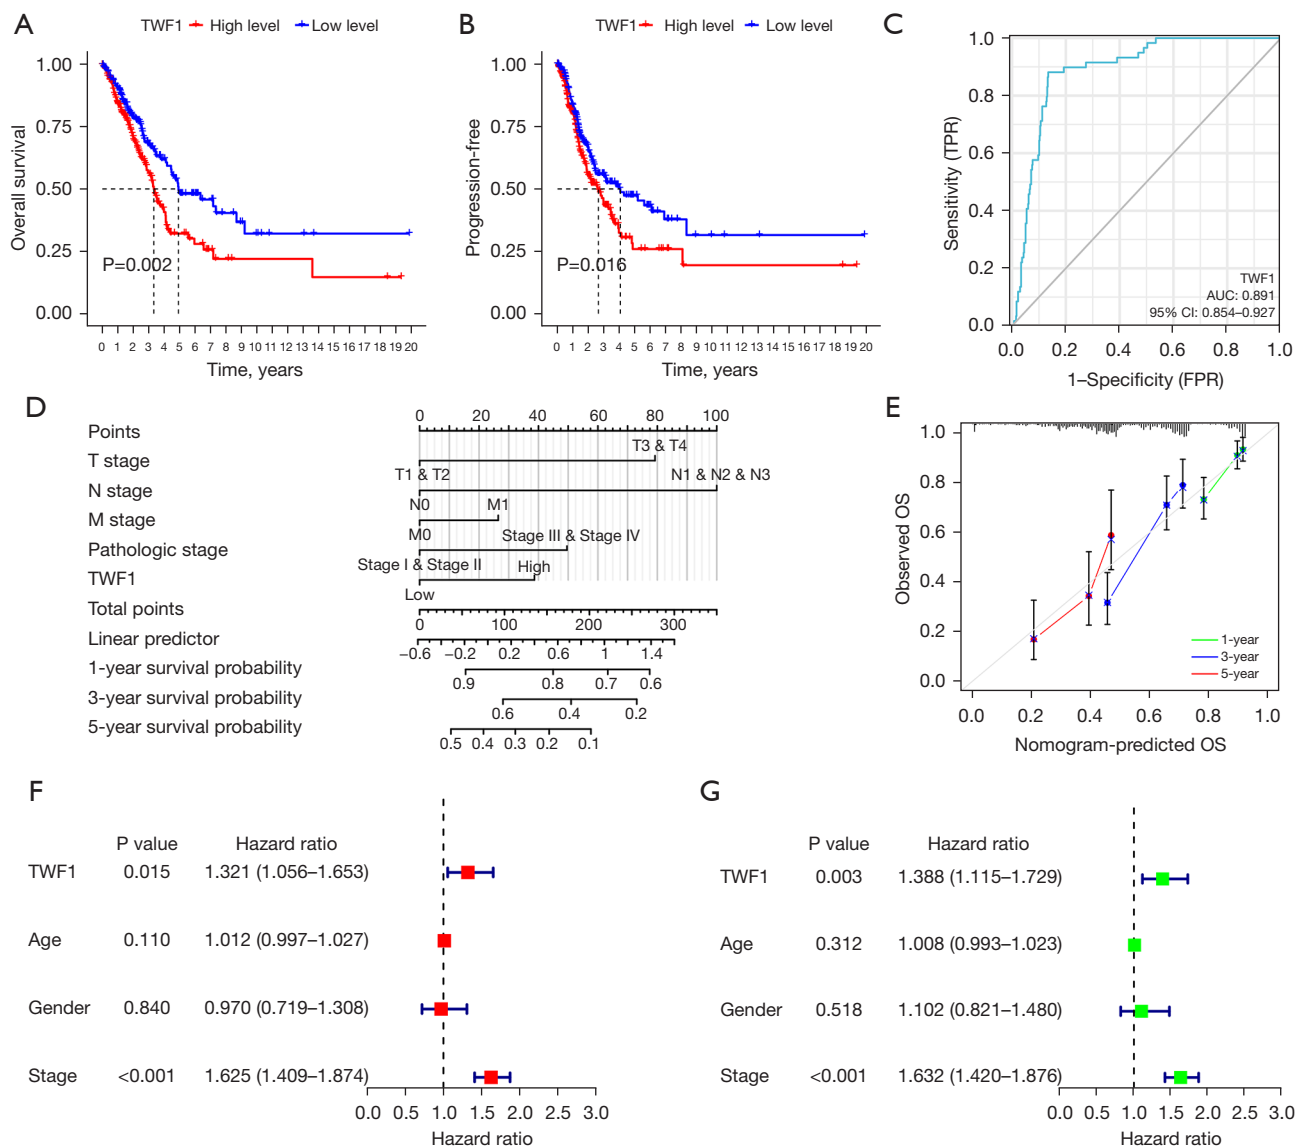 A
TWF1 High level Low level
Overall survival
1.00
0.75
0.50
0.25
0.00
P=0.002
0 1 2 3 4 5 6 7 8 9 10 11 12 13 14 15 16 17 18 19 20
Time, years
B
TWF1 High level Low level
Progression-free
1.00
0.75
0.50
0.25
0.00
P=0.016
0 1 2 3 4 5 6 7 8 9 10 11 12 13 14 15 16 17 18 19 20
Time, years
C
Sensitivity (TPR)
1.0
0.8
0.6
0.4
0.2
0.0
TWF1
AUC: 0.891
95% CI: 0.854–0.927
0.0 0.2 0.4 0.6 0.8 1.0
1–Specificity (FPR)
D
0 20 40 60 80 100
Points
T3 & T4
T stage
T1 & T2 N1 & N2 & N3
N stage
N0 M1
M stage
M0 Stage III & Stage IV
Pathologic stage
Stage I & Stage II High
TWF1
Low
Total points
0 100 200 300
Linear predictor
–0.6 –0.2 0.2 0.6 1 1.4
1-year survival probability
0.9 0.8 0.7 0.6
3-year survival probability
0.6 0.4 0.2
5-year survival probability
0.5 0.4 0.3 0.2 0.1
E
Observed OS
1.0
0.8
0.6
0.4
0.2
0.0
1-year
3-year
5-year
0.0 0.2 0.4 0.6 0.8 1.0
Nomogram-predicted OS
F
P value Hazard ratio
TWF1 0.015 1.321 (1.056–1.653)
Age 0.110 1.012 (0.997–1.027)
Gender 0.840 0.970 (0.719–1.308)
Stage <0.001 1.625 (1.409–1.874)
0.0 0.5 1.0 1.5 2.0 2.5 3.0
Hazard ratio
G
P value Hazard ratio
TWF1 0.003 1.388 (1.115–1.729)
Age 0.312 1.008 (0.993–1.023)
Gender 0.518 1.102 (0.821–1.480)
Stage <0.001 1.632 (1.420–1.876)
0.0 0.5 1.0 1.5 2.0 2.5 3.0
Hazard ratio